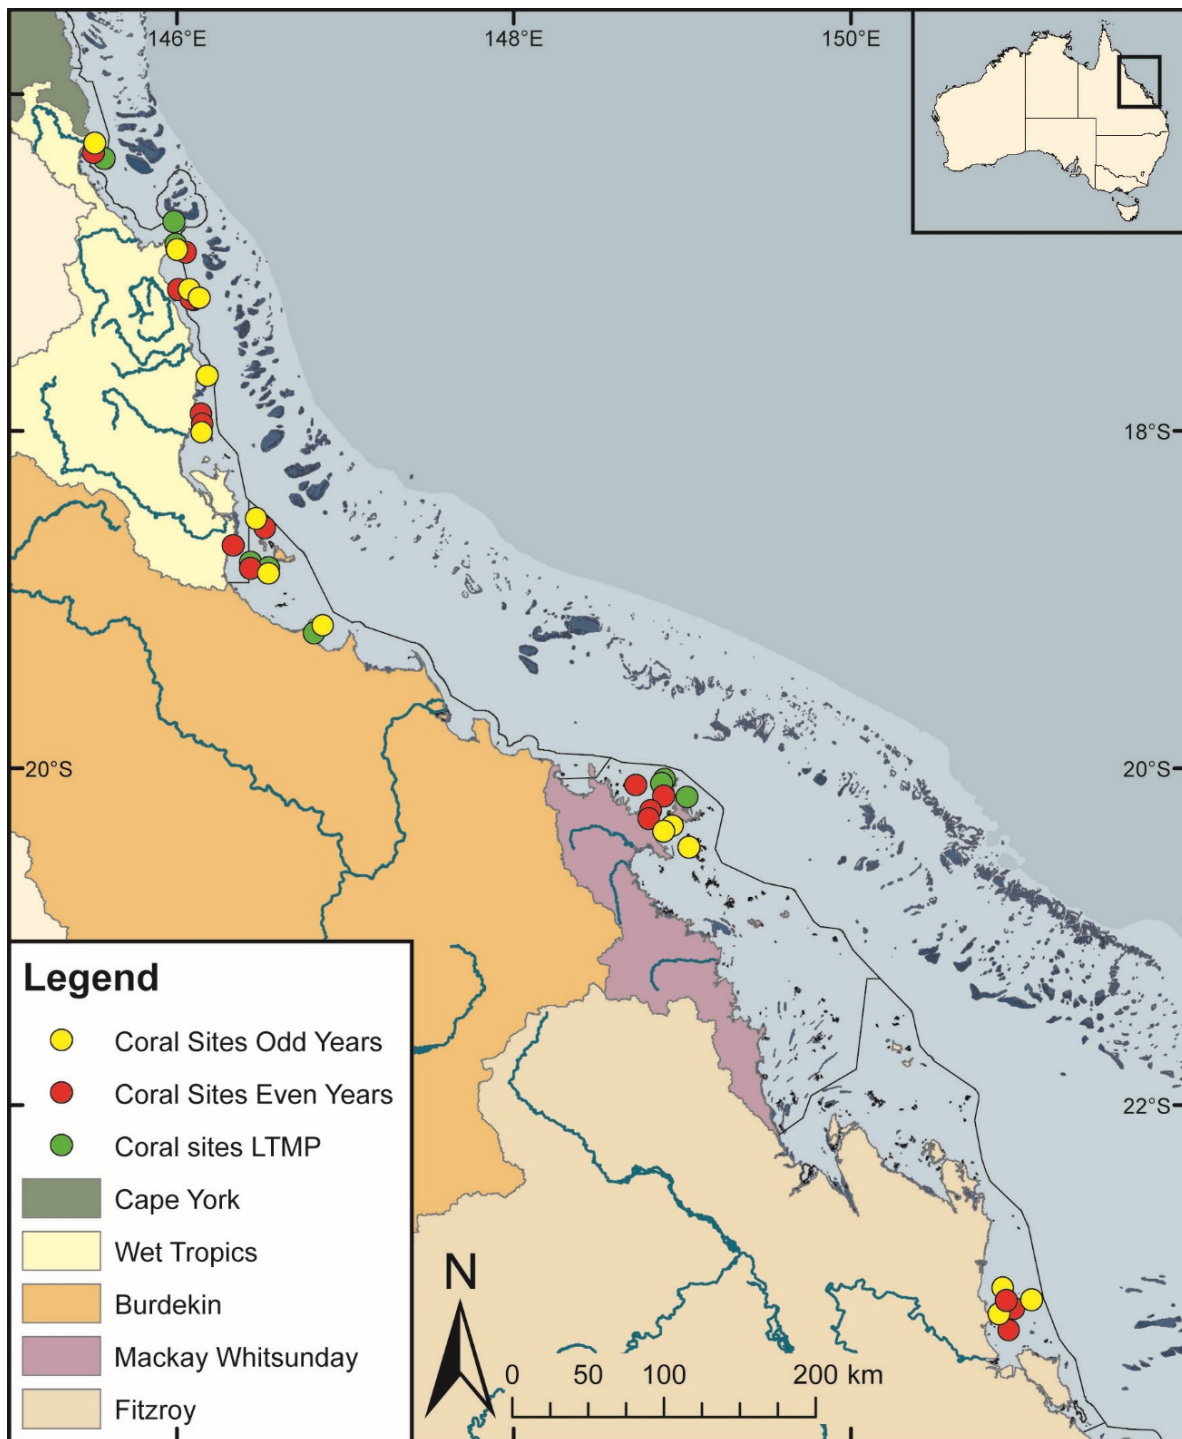 146°E
148°E
150°E
18°S
20°S
20°S
22°S
Legend
Coral Sites Odd Years
Coral Sites Even Years
Coral sites LTMP
Cape York
Wet Tropics
Burdekin
Mackay Whitsunday
Fitzroy
N
0 50 100 200 km